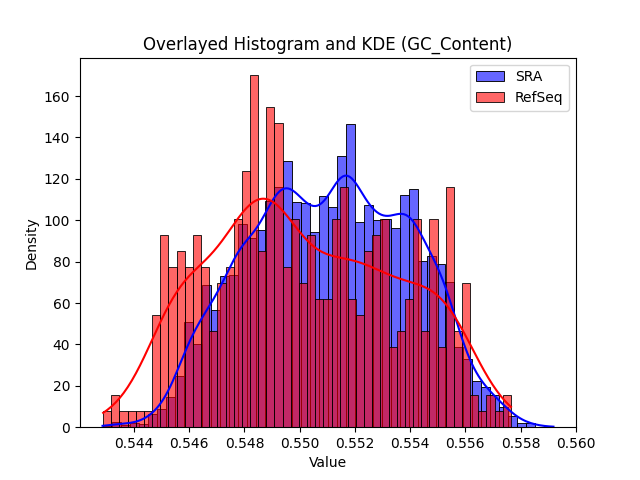 Overlayed Histogram and KDE (GC_Content)
SRA
RefSeq
160
140
120
100
80
60
40
20
0
Density
0.544 0.546 0.548 0.550 0.552 0.554 0.556 0.558 0.560
Value